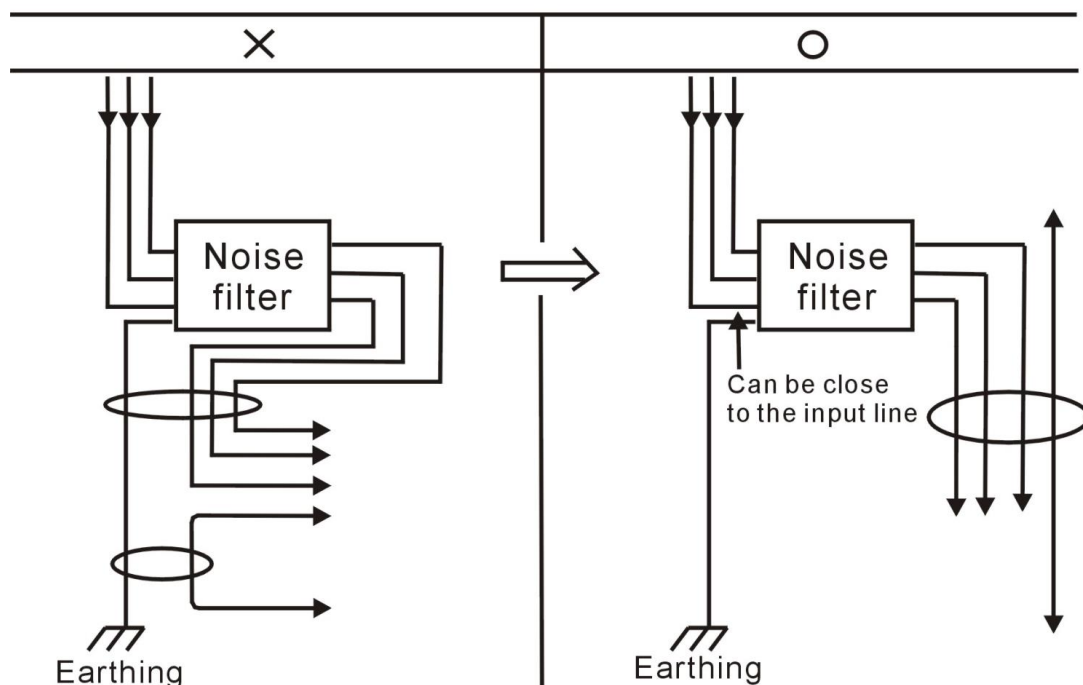 Noise
filter
Earthing
Noise
filter
Can be close
to the input line
Earthing